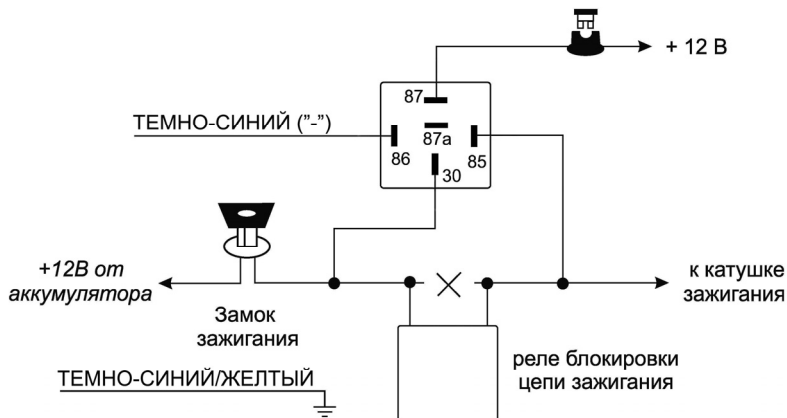 + 12 В
87
ТЕМНО-СИНИЙ ("-")
87а
86
85
30
+12В от
аккумулятора
Замок
зажигания
к катушке
зажигания
реле блокировки
цепи зажигания
ТЕМНО-СИНИЙ/ЖЕЛТЫЙ